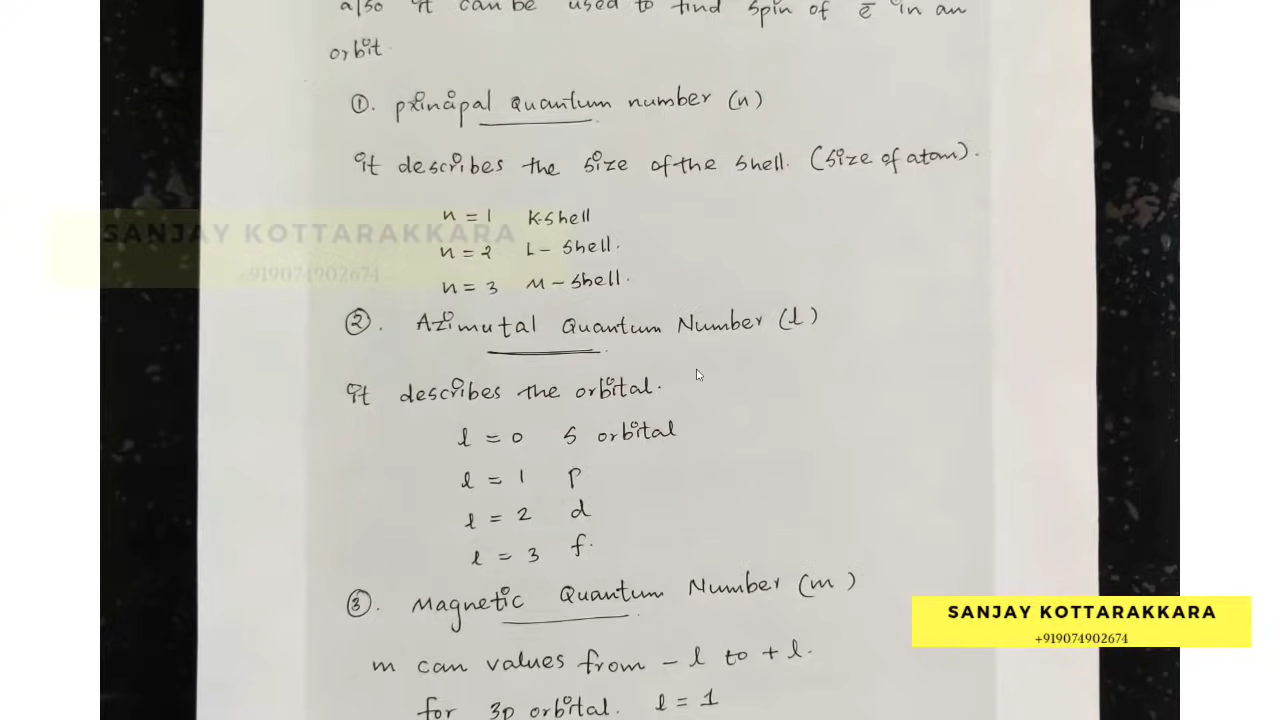 also it can be used to find spin of ē in an
orbit.
①. principal Quantum number (n)
it describes the size of the shell. (size of atom).
n = 1 K-shell
n = 2 L - shell.
n = 3 M - shell.
SANJAY KOTTARAKKARA
+919074902674
②. Azimutal Quantum Number (l)
it describes the orbital.
l = 0 s orbital
l = 1 p
l = 2 d
l = 3 f.
③. Magnetic Quantum Number (m)
SANJAY KOTTARAKKARA
+919074902674
m can values from - l to + l.
for 3p orbital. l = 1